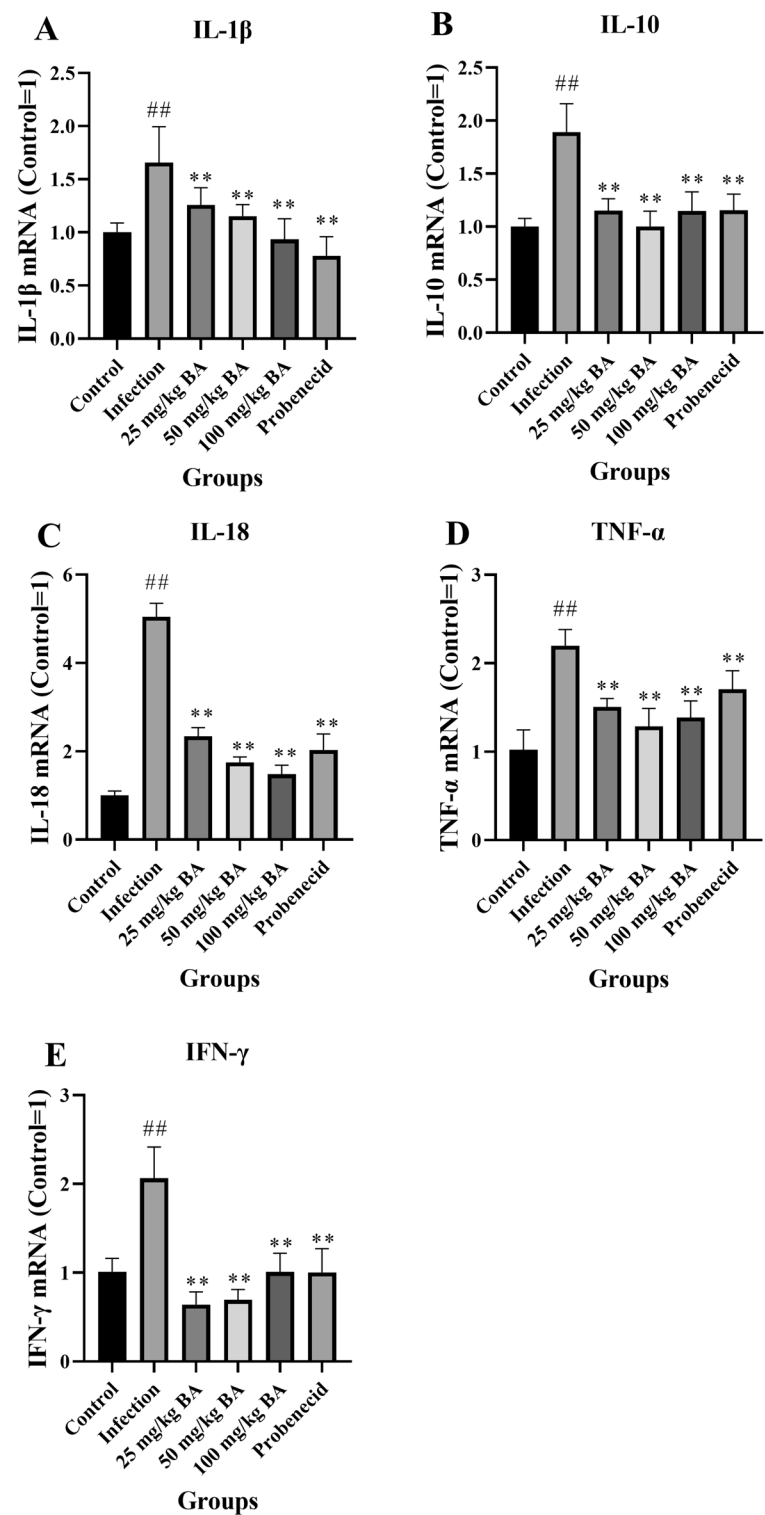 A
IL-1β
IL-1β mRNA (Control=1)
2.5
2.0
1.5
1.0
0.5
0.0
##
**
**
**
**
Control
Infection
25 mg/kg BA
50 mg/kg BA
100 mg/kg BA
Probenecid
Groups
B
IL-10
IL-10 mRNA (Control=1)
2.5
2.0
1.5
1.0
0.5
0.0
##
**
**
**
**
Control
Infection
25 mg/kg BA
50 mg/kg BA
100 mg/kg BA
Probenecid
Groups
C
IL-18
IL-18 mRNA (Control=1)
6
4
2
0
##
**
**
**
**
Control
Infection
25 mg/kg BA
50 mg/kg BA
100 mg/kg BA
Probenecid
Groups
D
TNF-α
TNF-α mRNA (Control=1)
3
2
1
0
##
**
**
**
**
Control
Infection
25 mg/kg BA
50 mg/kg BA
100 mg/kg BA
Probenecid
Groups
E
IFN-γ
IFN-γ mRNA (Control=1)
3
2
1
0
##
**
**
**
**
Control
Infection
25 mg/kg BA
50 mg/kg BA
100 mg/kg BA
Probenecid
Groups